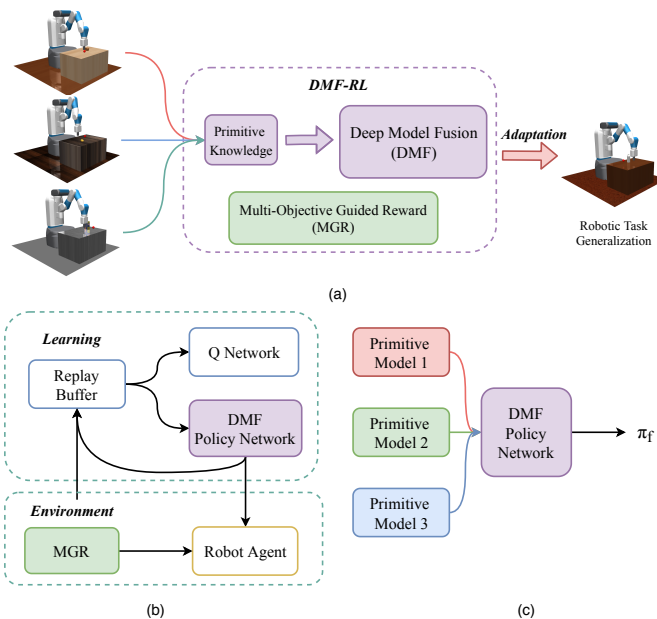 DMF-RL
Primitive
Knowledge
Deep Model Fusion
(DMF)
Adaptation
Multi-Objective Guided Reward
(MGR)
Robotic Task
Generalization
(a)
Learning
Replay
Buffer
Q Network
DMF
Policy Network
Environment
MGR
Robot Agent
(b)
Primitive
Model 1
Primitive
Model 2
Primitive
Model 3
DMF
Policy
Network
π_f
(c)